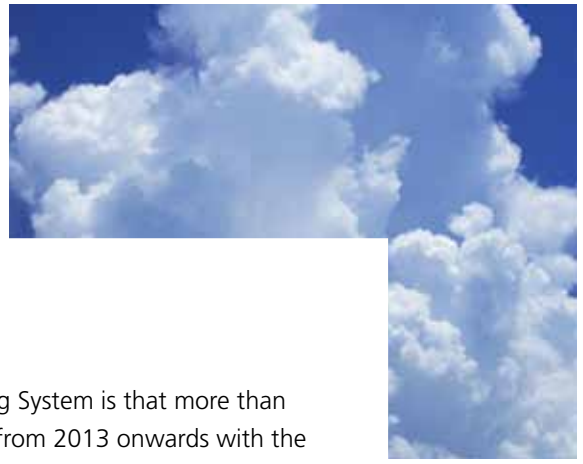 g System is that more than
from 2013 onwards with the